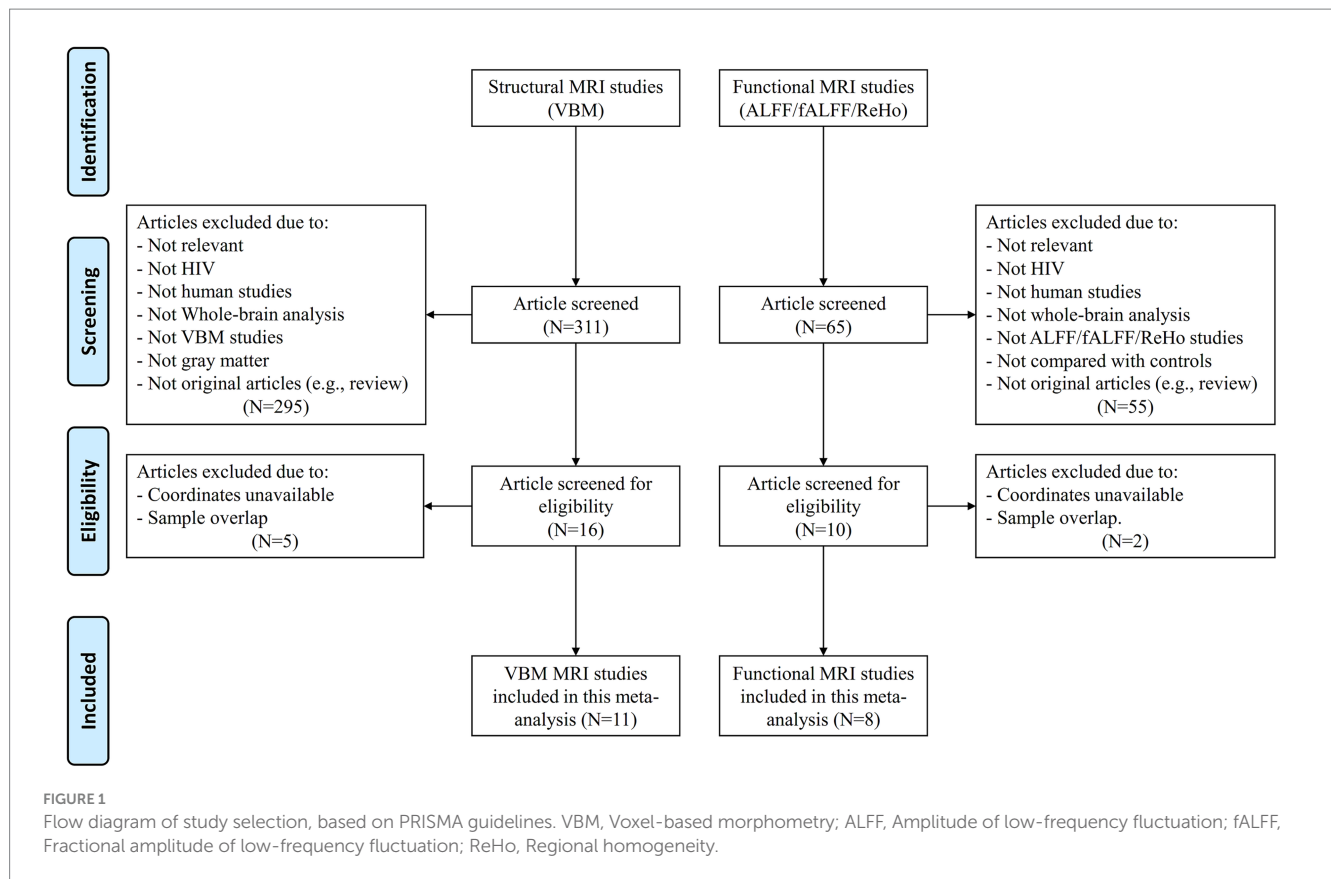 Identification
Structural MRI studies
(VBM)
Functional MRI studies
(ALFF/fALFF/ReHo)
Screening
Articles excluded due to:
- Not relevant
- Not HIV
- Not human studies
- Not Whole-brain analysis
- Not VBM studies
- Not gray matter
- Not original articles (e.g., review)
(N=295)
Article screened
(N=311)
Article screened
(N=65)
Articles excluded due to:
- Not relevant
- Not HIV
- Not human studies
- Not whole-brain analysis
- Not ALFF/fALFF/ReHo studies
- Not compared with controls
- Not original articles (e.g., review)
(N=55)
Eligibility
Articles excluded due to:
- Coordinates unavailable
- Sample overlap
(N=5)
Article screened for
eligibility
(N=16)
Article screened for
eligibility
(N=10)
Articles excluded due to:
- Coordinates unavailable
- Sample overlap.
(N=2)
Included
VBM MRI studies
included in this meta-
analysis (N=11)
Functional MRI studies
included in this meta-
analysis (N=8)
FIGURE 1
Flow diagram of study selection, based on PRISMA guidelines. VBM, Voxel-based morphometry; ALFF, Amplitude of low-frequency fluctuation; fALFF,
Fractional amplitude of low-frequency fluctuation; ReHo, Regional homogeneity.